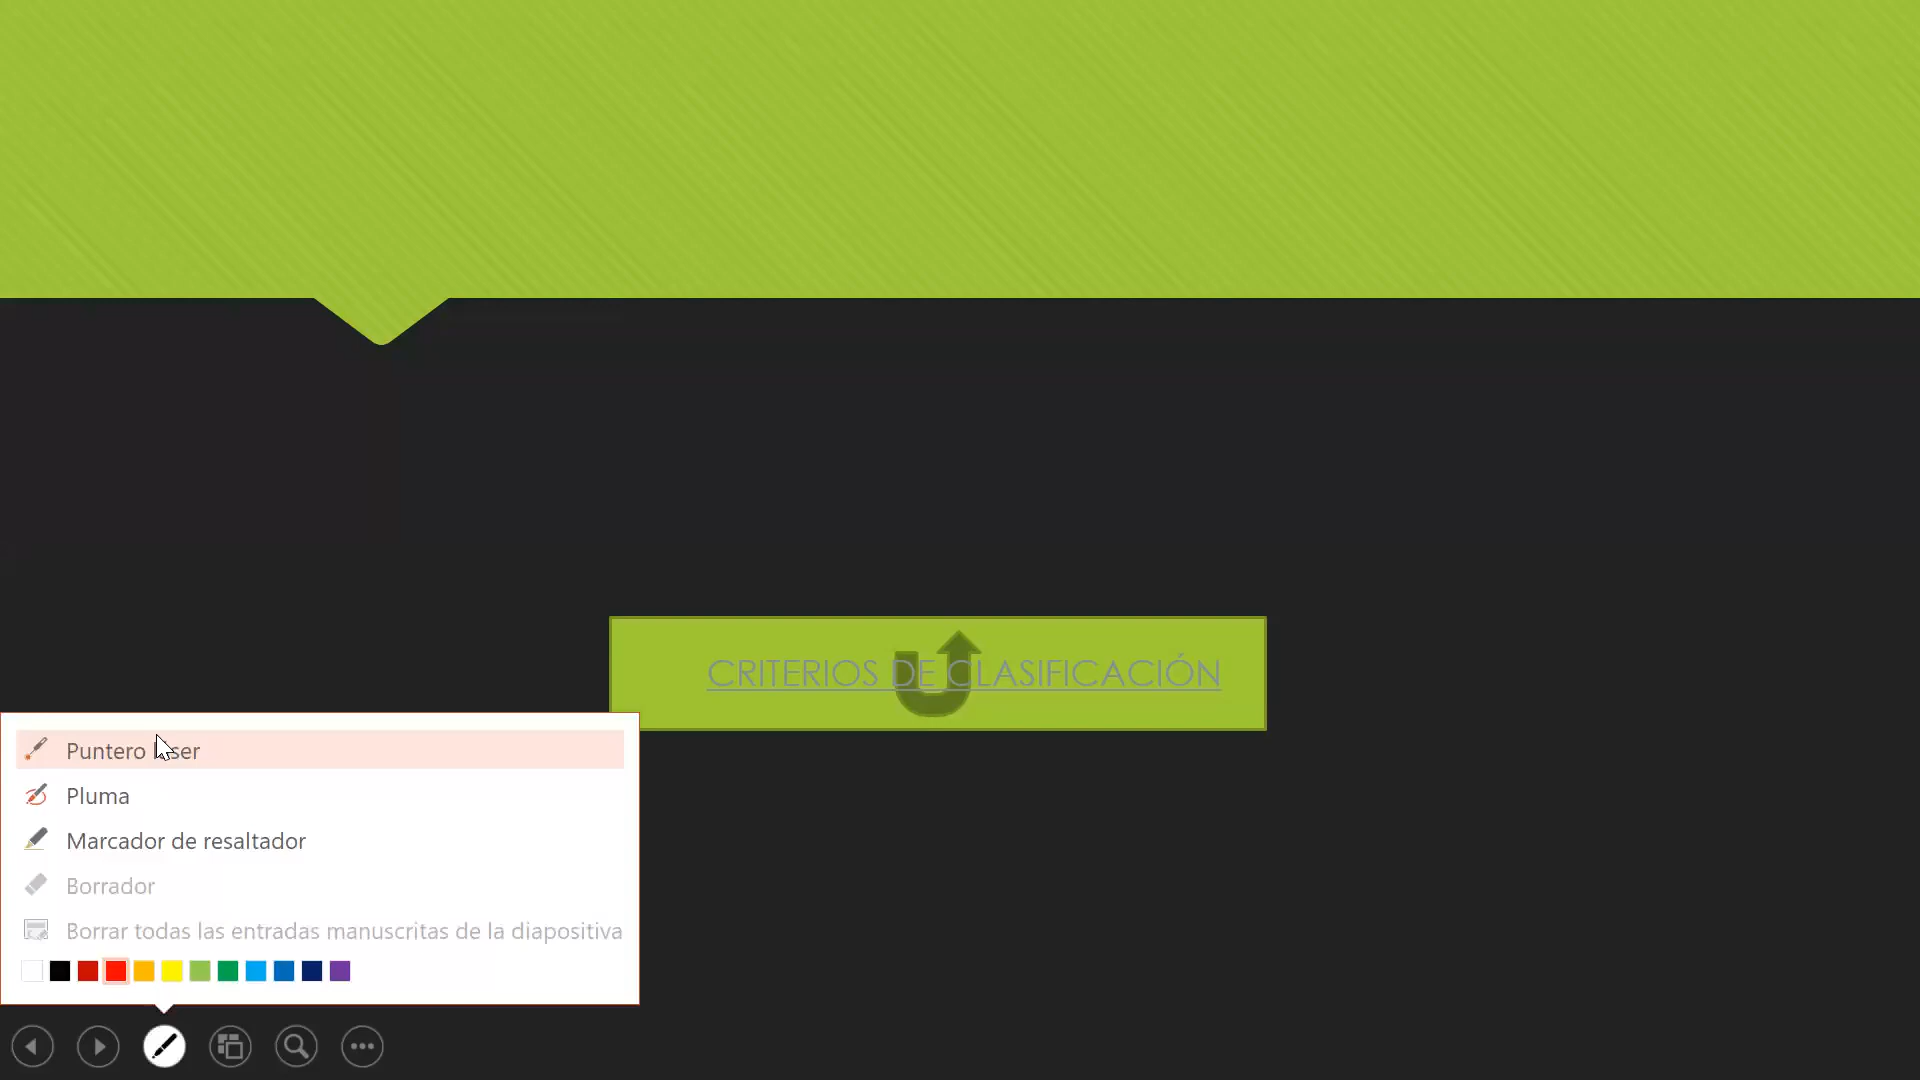 CRITERIOS DE CLASIFICACIÓN
Puntero láser
Pluma
Marcador de resaltador
Borrador
Borrar todas las entradas manuscritas de la diapositiva